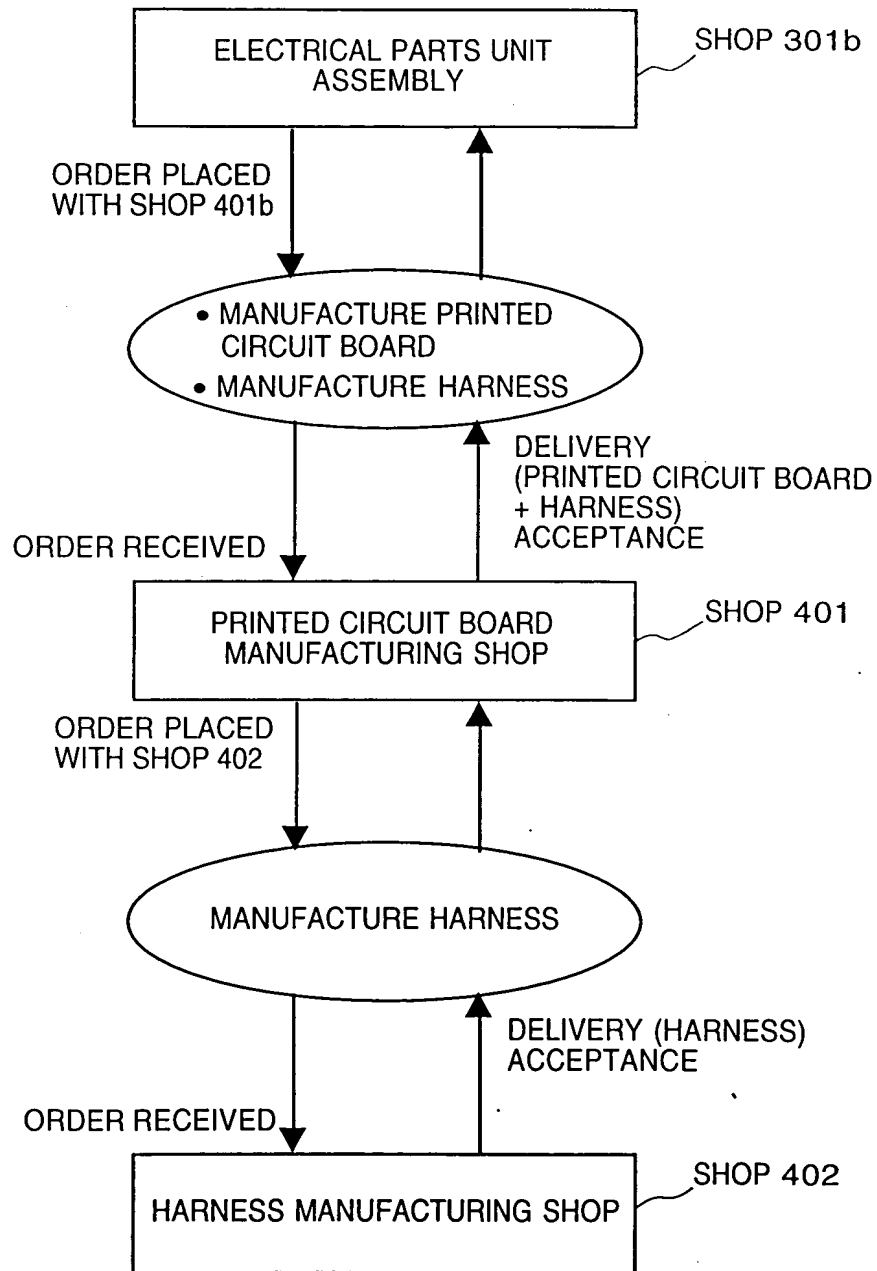 ELECTRICAL PARTS UNIT
ASSEMBLY
SHOP 301b
ORDER PLACED
WITH SHOP 401b
• MANUFACTURE PRINTED
CIRCUIT BOARD
• MANUFACTURE HARNESS
DELIVERY
(PRINTED CIRCUIT BOARD
+ HARNESS)
ACCEPTANCE
ORDER RECEIVED
PRINTED CIRCUIT BOARD
MANUFACTURING SHOP
SHOP 401
ORDER PLACED
WITH SHOP 402
MANUFACTURE HARNESS
DELIVERY (HARNESS)
ACCEPTANCE
ORDER RECEIVED
HARNESS MANUFACTURING SHOP
SHOP 402